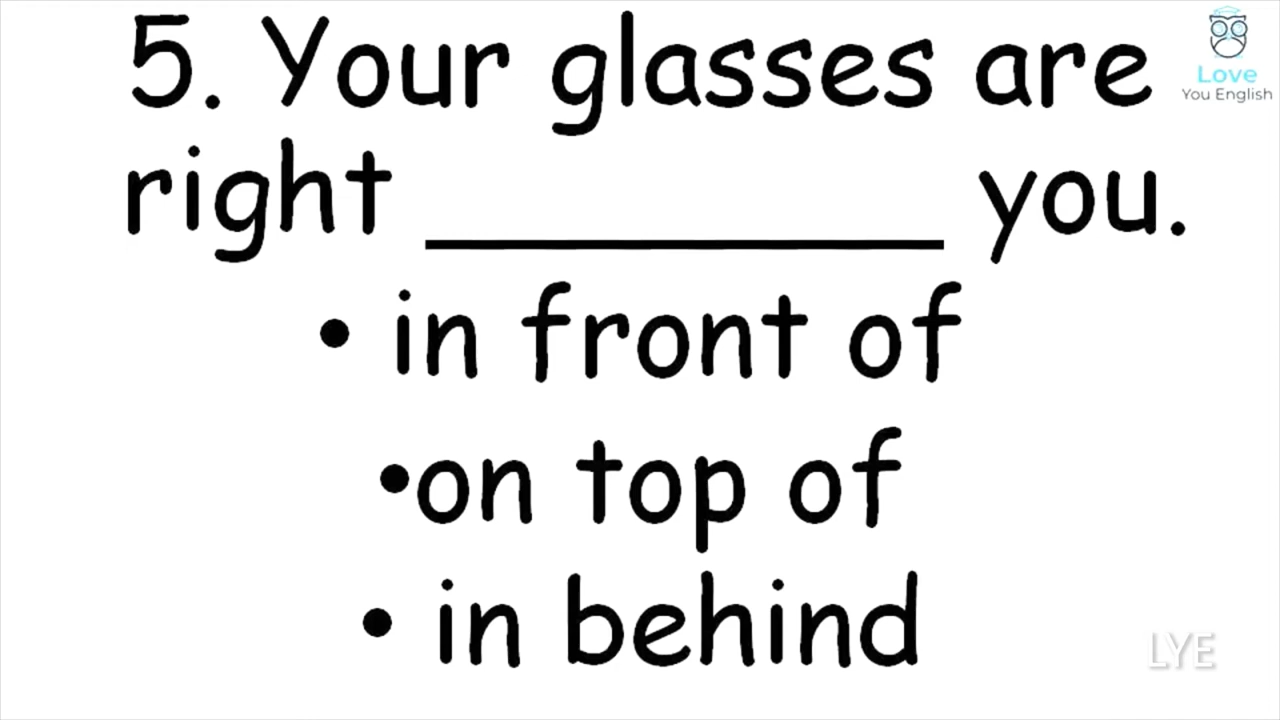 5. Your glasses are
right __________ you.
• in front of
•on top of
• in behind
Love
You English
LYE